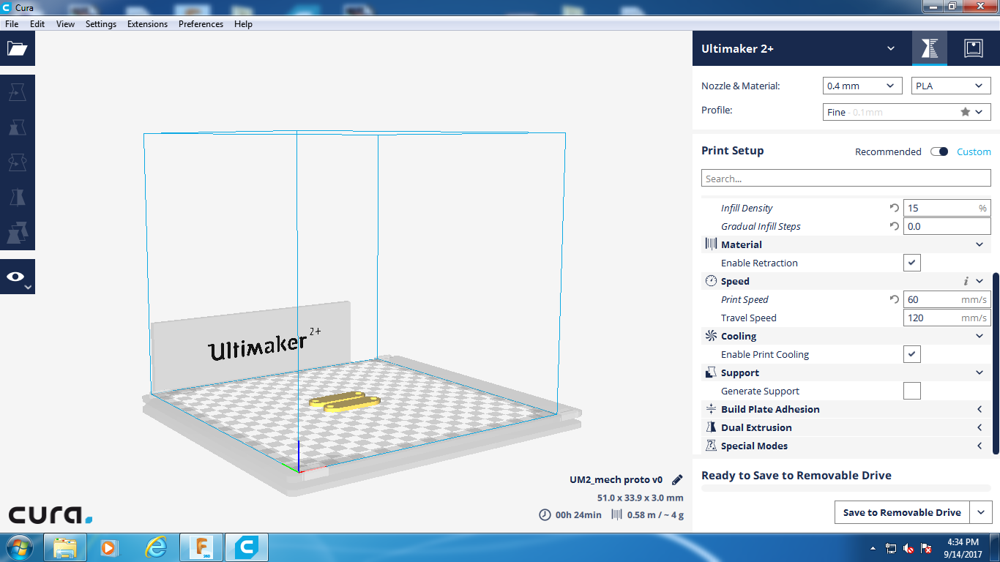 Cura
File Edit View Settings Extensions Preferences Help
Ultimaker 2+
Nozzle & Material: 0.4 mm PLA
Profile: Fine - 0.1mm
Print Setup Recommended Custom
Search...
Infill Density 15 %
Gradual Infill Steps 0.0
Material
Enable Retraction
Speed i
Print Speed 60 mm/s
Travel Speed 120 mm/s
Cooling
Enable Print Cooling
Support
Generate Support
Build Plate Adhesion
Dual Extrusion
Special Modes
Ultimaker 2+
UM2_mech proto v0
51.0 x 33.9 x 3.0 mm
00h 24min 0.58 m / ~ 4 g
Ready to Save to Removable Drive
Save to Removable Drive
cura.
F 360
4:34 PM
9/14/2017